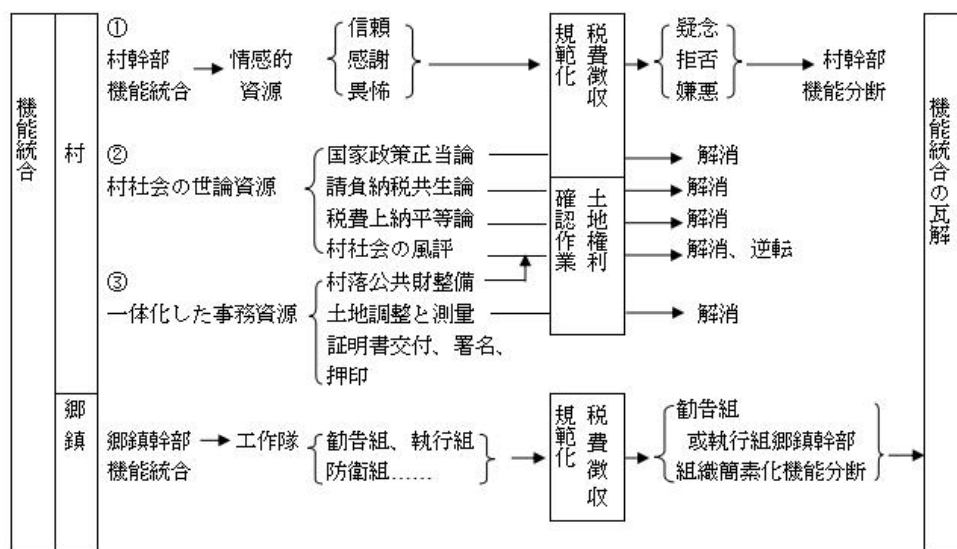 機能統合
村
①
村幹部
機能統合
情感的
資源
信頼
感謝
畏怖
税費徴収
規範化
疑念
拒否
嫌悪
村幹部
機能分断
②
村社会の世論資源
国家政策正当論
請負納税共生論
税費上納平等論
村社会の風評
土地権利
確認作業
解消
解消
解消
解消、逆転
③
一体化した事務資源
村落公共財整備
土地調整と測量
証明書交付、署名、
押印
解消
郷鎮
郷鎮幹部
機能統合
工作隊
勧告組、執行組
防衛組……
税費徴収
規範化
勧告組
或執行組郷鎮幹部
組織簡素化機能分断
機能統合の瓦解